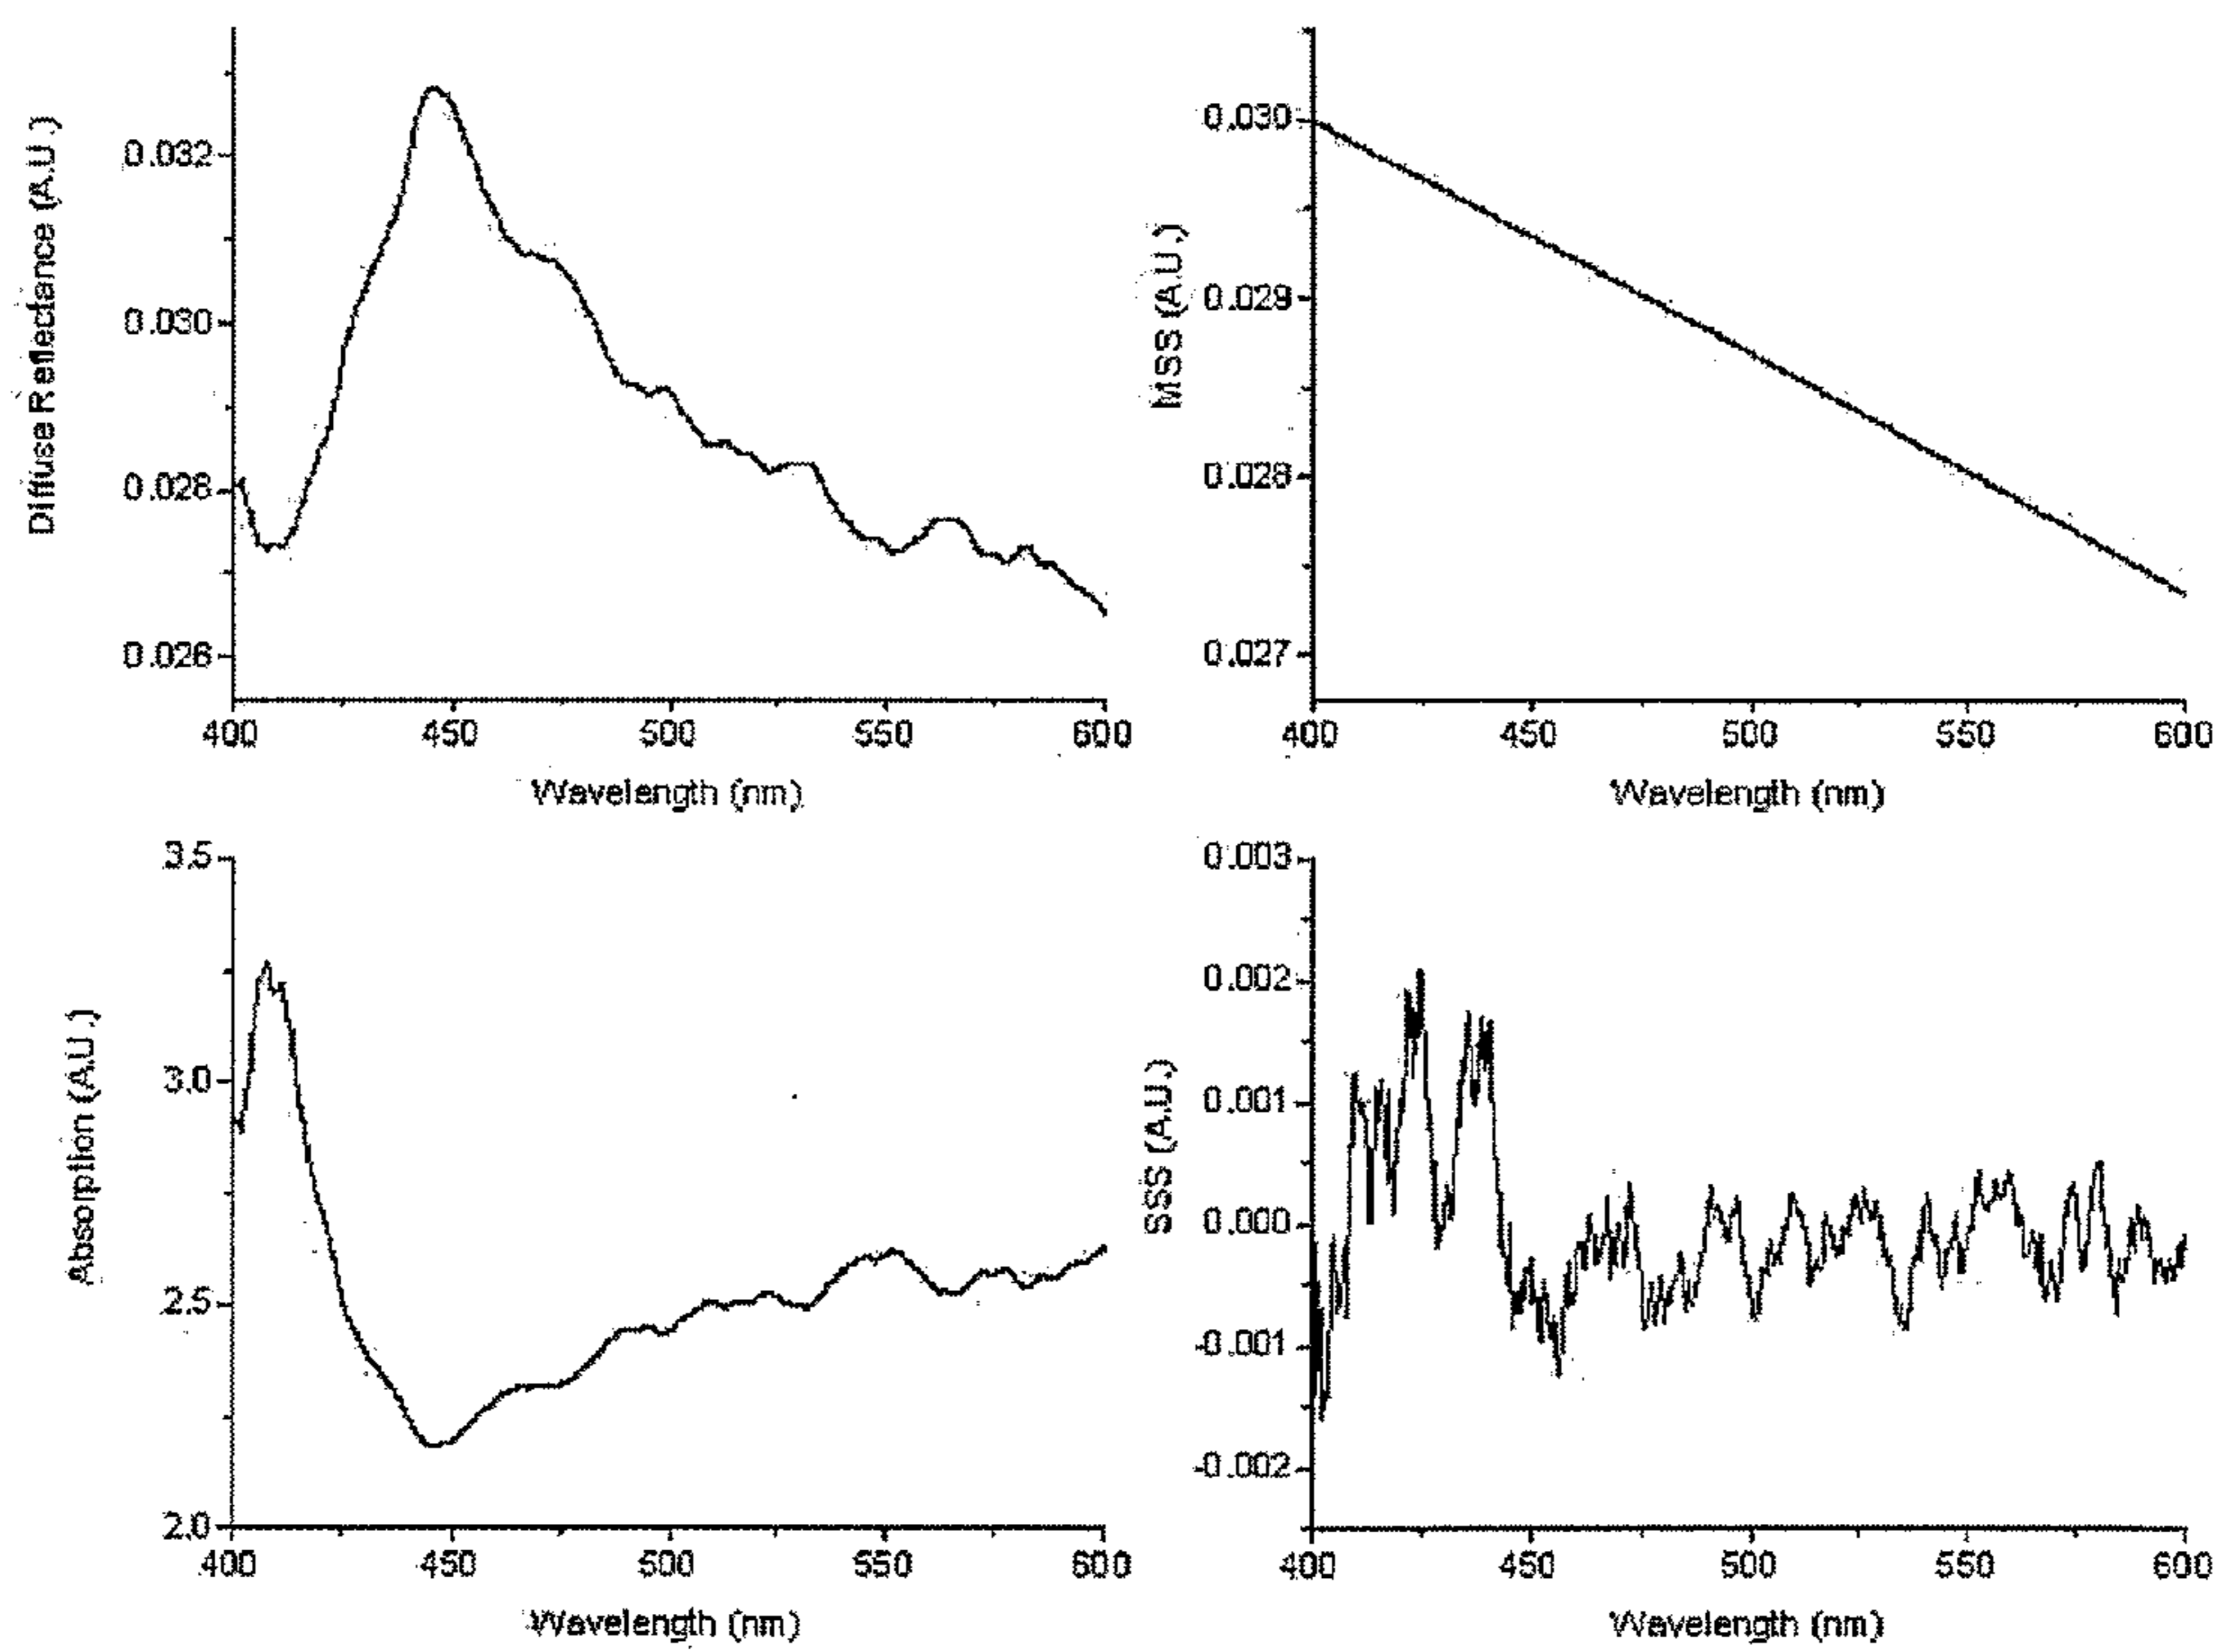 Diffuse Reflectance (A.U.)
0.032
0.030
0.028
0.026
400 450 500 550 600
Wavelength (nm)
MSS (A.U.)
0.030
0.029
0.028
0.027
400 450 500 550 600
Wavelength (nm)
Absorption (A.U.)
3.5
3.0
2.5
2.0
400 450 500 550 600
Wavelength (nm)
SSS (A.U.)
0.003
0.002
0.001
0.000
-0.001
-0.002
400 450 500 550 600
Wavelength (nm)